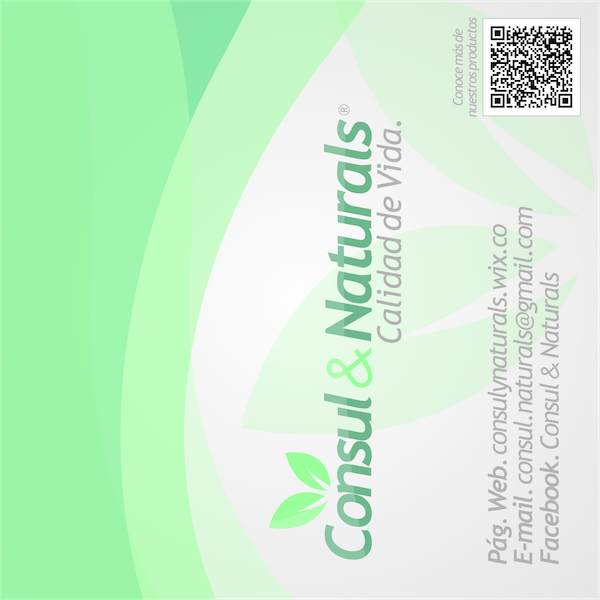 Consul & Naturals®
Calidad de Vida.
Conoce más de
nuestros productos
Pág. Web. consulynaturals.wix.co
E-mail. consul.naturals@gmail.com
Facebook. Consul & Naturals